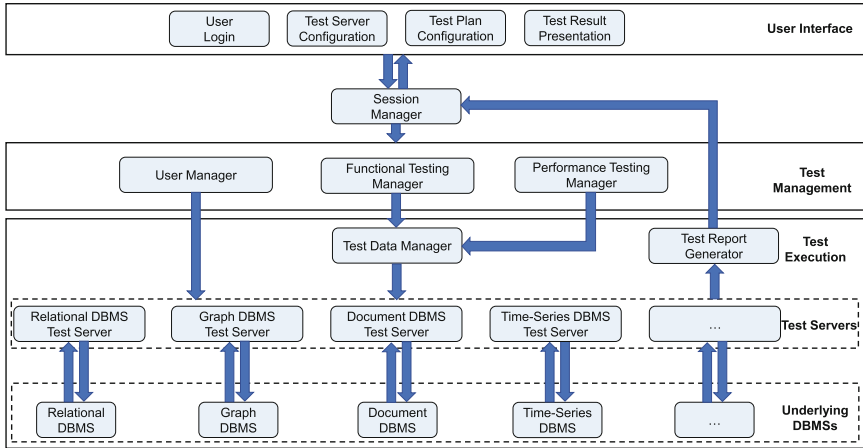 User
Login
Test Server
Configuration
Test Plan
Configuration
Test Result
Presentation
User Interface
Session
Manager
User Manager
Functional Testing
Manager
Performance Testing
Manager
Test
Management
Test Data Manager
Test Report
Generator
Test
Execution
Relational DBMS
Test Server
Graph DBMS
Test Server
Document DBMS
Test Server
Time-Series DBMS
Test Server
...
Test Servers
Relational
DBMS
Graph
DBMS
Document
DBMS
Time-Series
DBMS
...
Underlying
DBMSs